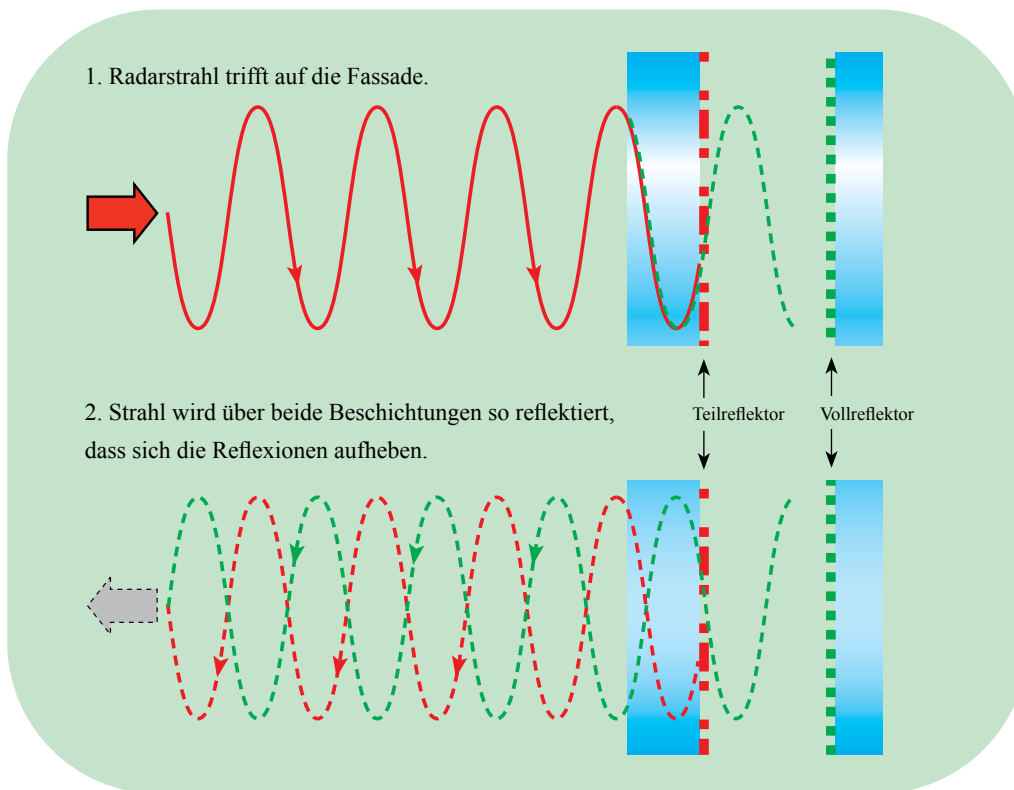 1. Radarstrahl trifft auf die Fassade.
2. Strahl wird über beide Beschichtungen so reflektiert,
dass sich die Reflexionen aufheben.
Teilreflektor
Vollreflektor